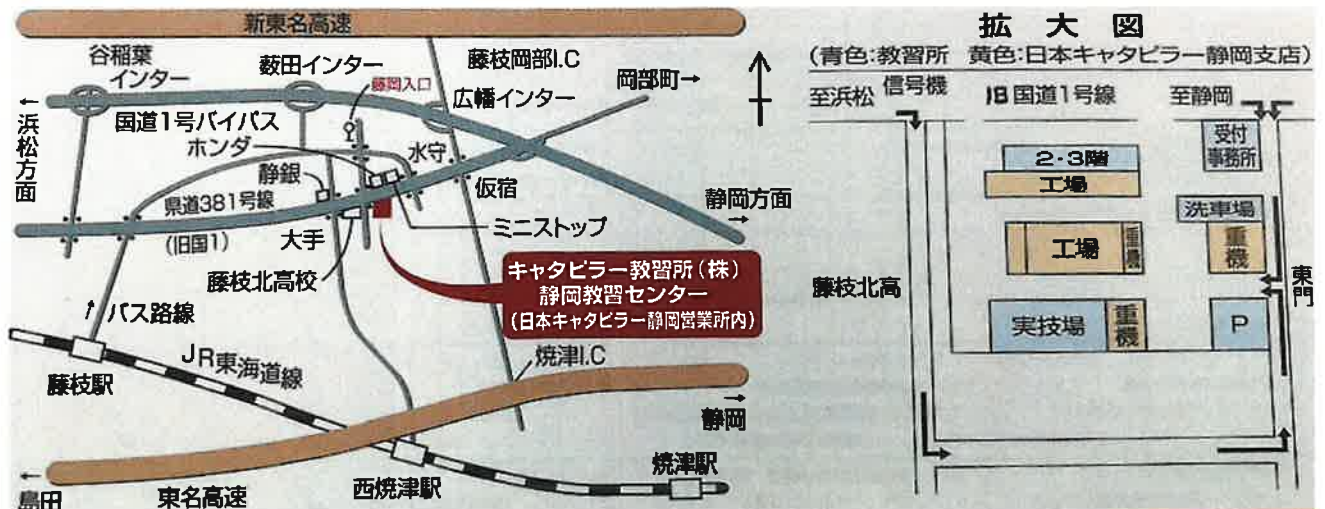 新東名高速
谷稲葉
インター
薮田インター
藤岡入口
藤枝岡部I.C
岡部町→
広幡インター
←浜松方面
国道1号バイパス
ホンダ
水守
静銀
仮宿
県道381号線
(旧国1)
静岡方面
→
大手
ミニストップ
藤枝北高校
キャタピラー教習所(株)
静岡教習センター
(日本キャタピラー静岡営業所内)
バス路線
JR東海道線
焼津I.C
藤枝駅
→
静岡
←
島田
東名高速
西焼津駅
焼津駅
拡大図
(青色:教習所 黄色:日本キャタピラー静岡支店)
至浜松
信号機
旧国道1号線
至静岡
受付
事務所
2・3階
工場
洗車場
工場
重機
重機
藤枝北高
東門
実技場
重機
P